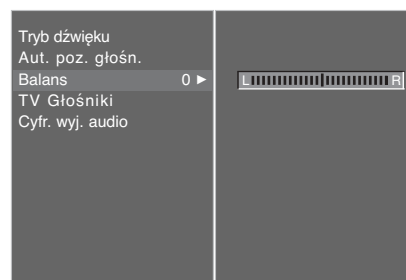 Tryb dźwięku
Aut. poz. głośn.
Balans 0 ►
TV Głośniki
Cyfr. wyj. audio
L R